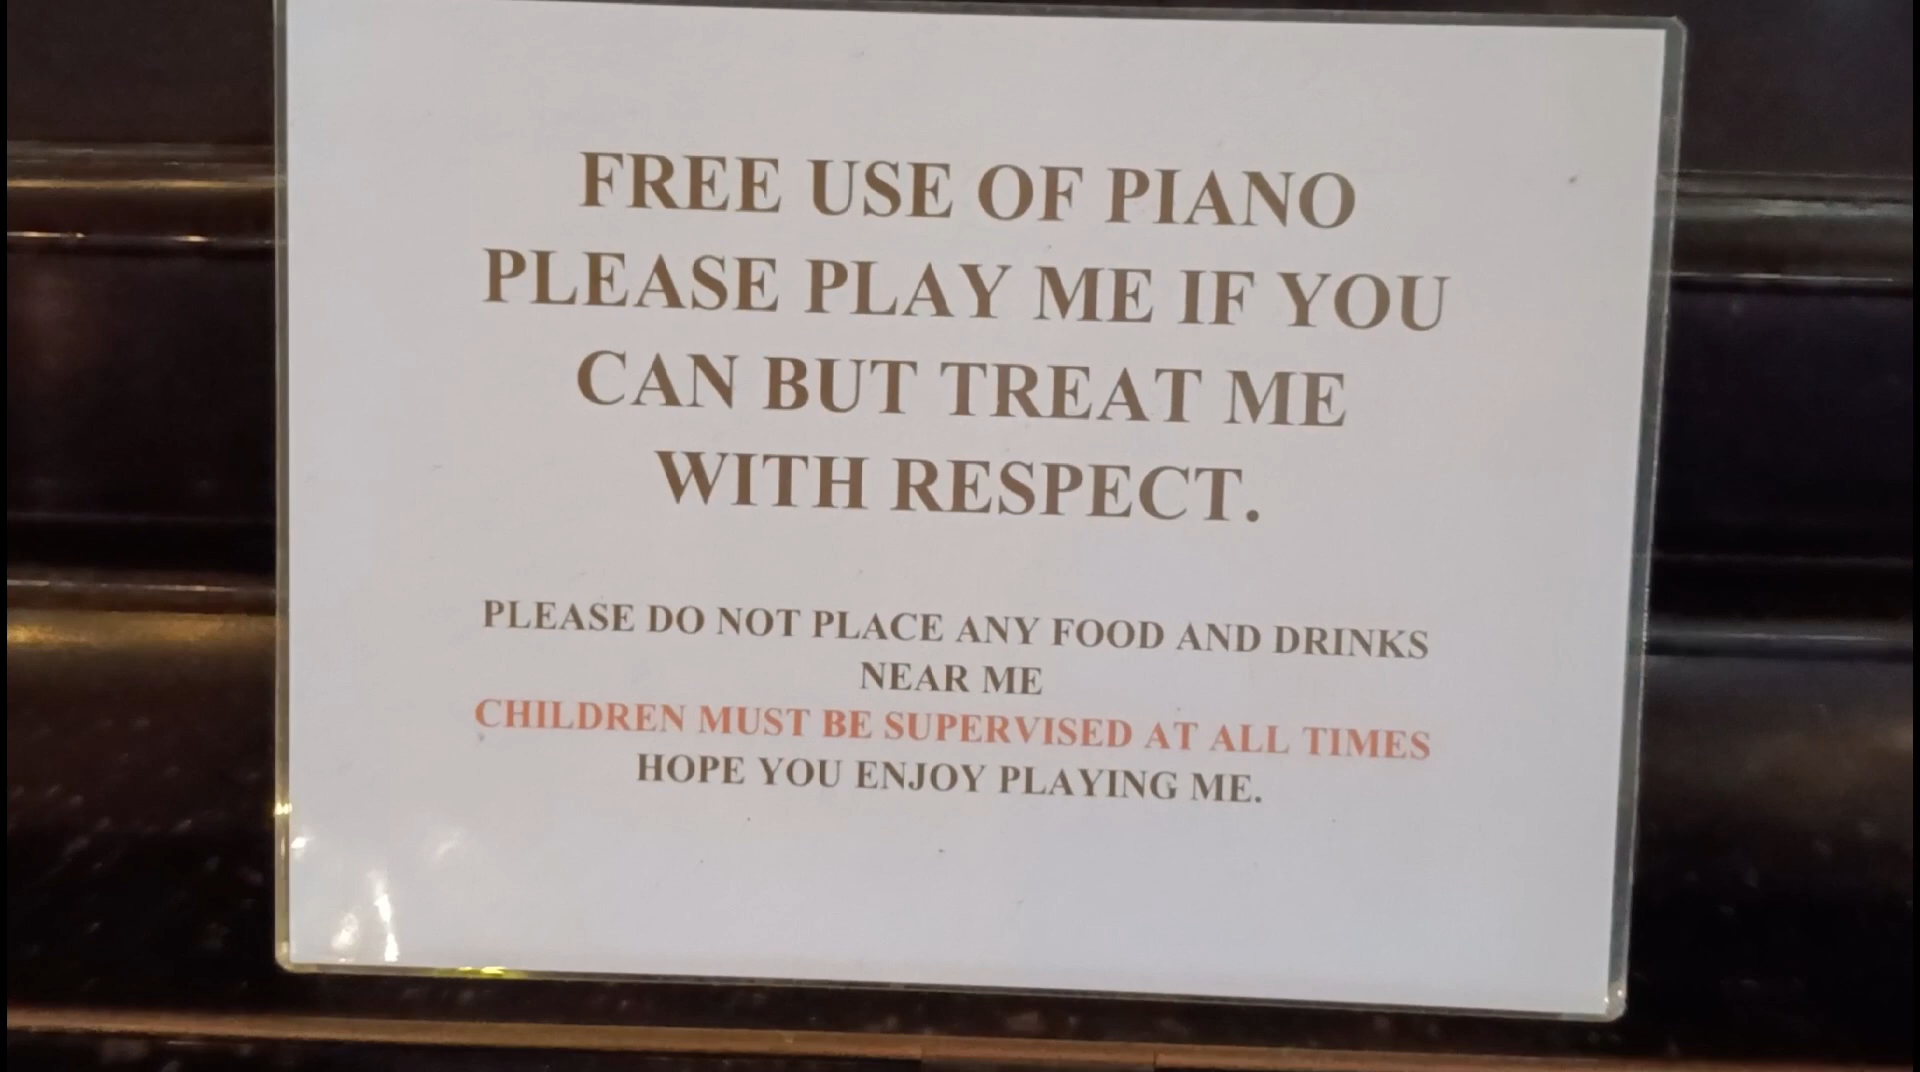 FREE USE OF PIANO
PLEASE PLAY ME IF YOU
CAN BUT TREAT ME
WITH RESPECT.
PLEASE DO NOT PLACE ANY FOOD AND DRINKS
NEAR ME
CHILDREN MUST BE SUPERVISED AT ALL TIMES
HOPE YOU ENJOY PLAYING ME.